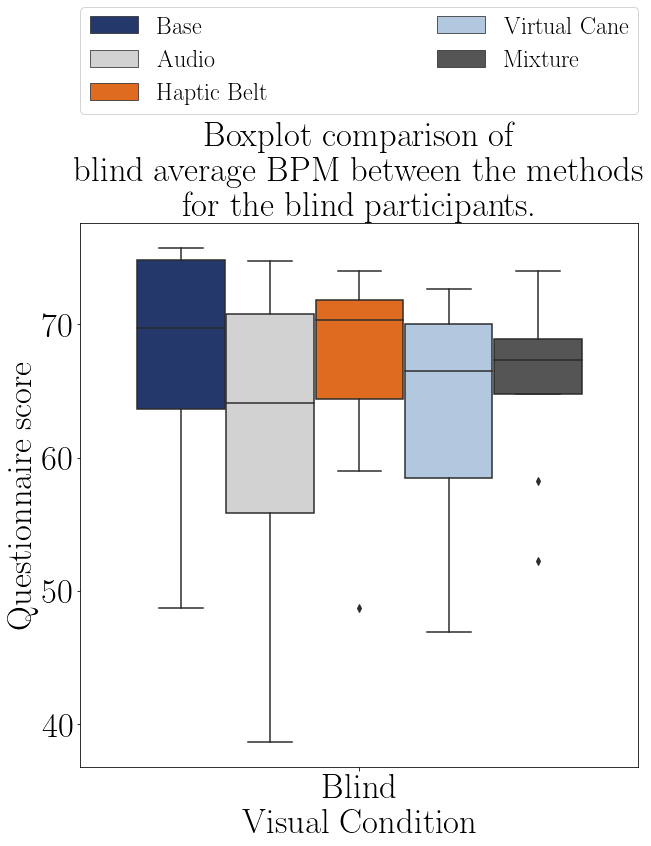 Base
Audio
Haptic Belt
Virtual Cane
Mixture
Boxplot comparison of
blind average BPM between the methods
for the blind participants.
Questionnaire score
70
60
50
40
Blind
Visual Condition